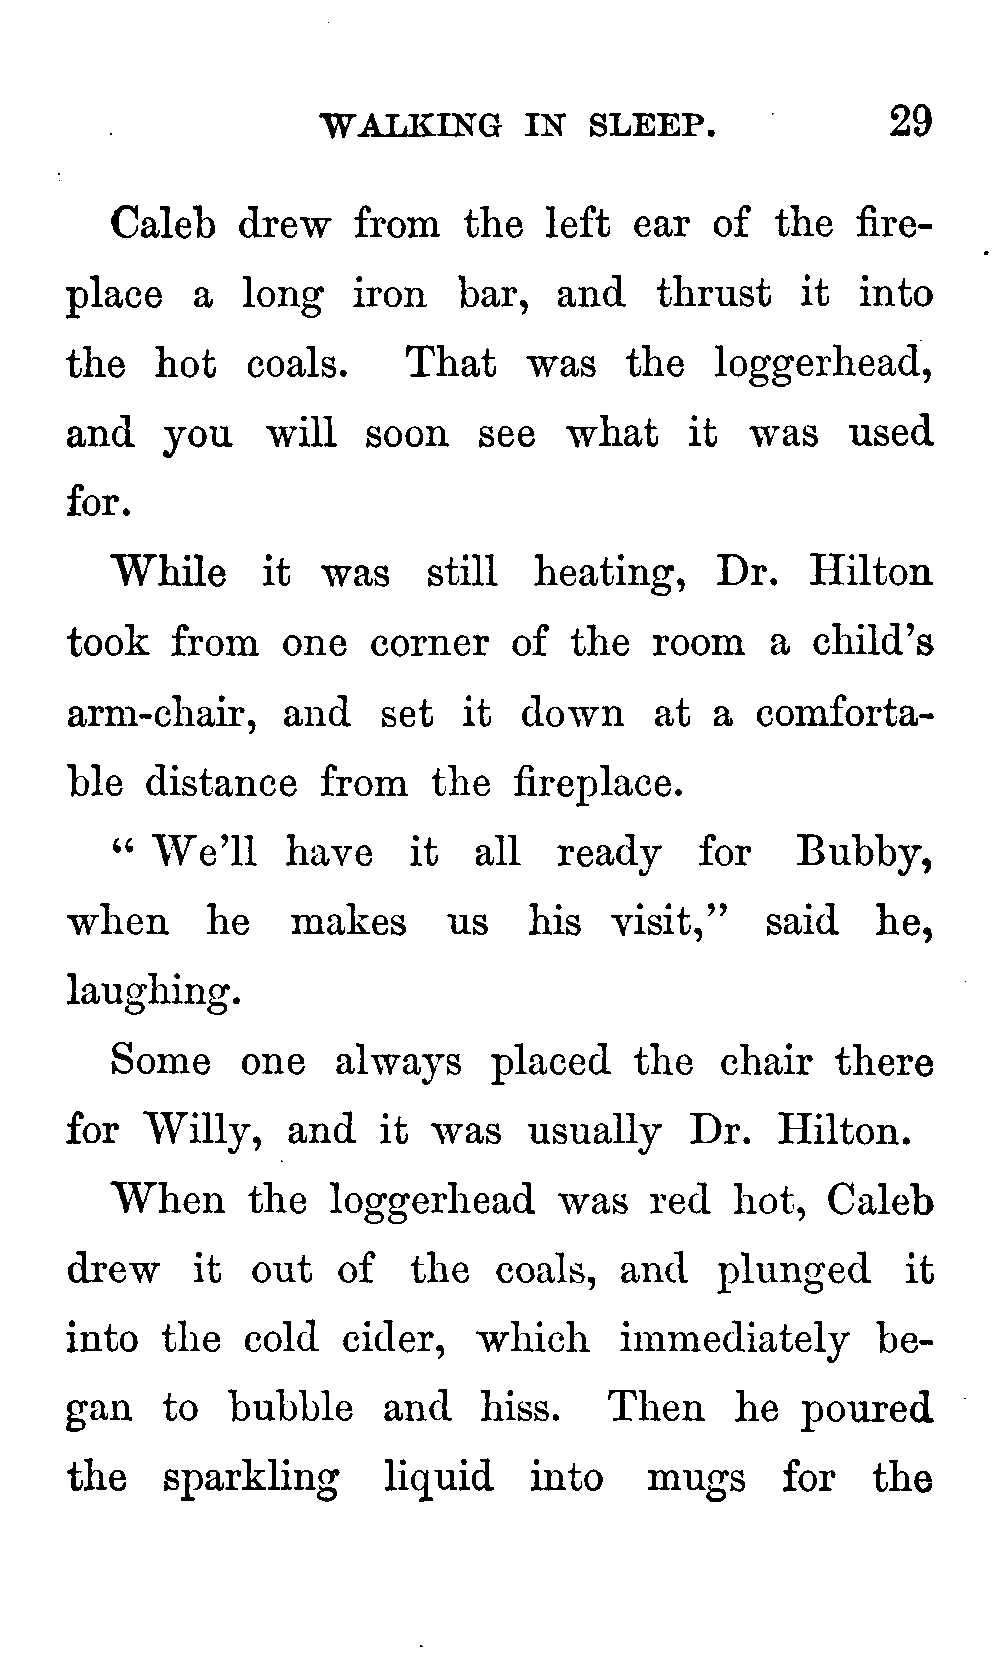 WALKING IN SLEEP. 29
Caleb drew from the left ear of the fire-
place a long iron bar, and thrust it into
the hot coals. That was the loggerhead,
and you will soon see what it was used
for.
While it was still heating, Dr. Hilton
took from one corner of the room a child's
arm-chair, and set it down at a comforta-
ble distance from the fireplace.
“ We'll have it all ready for Bubby,
when he makes us his visit,” said he,
laughing.
Some one always placed the chair there
for Willy, and it was usually Dr. Hilton.
When the loggerhead was red hot, Caleb
drew it out of the coals, and plunged it
into the cold cider, which immediately be-
gan to bubble and hiss. Then he poured
the sparkling liquid into mugs for the